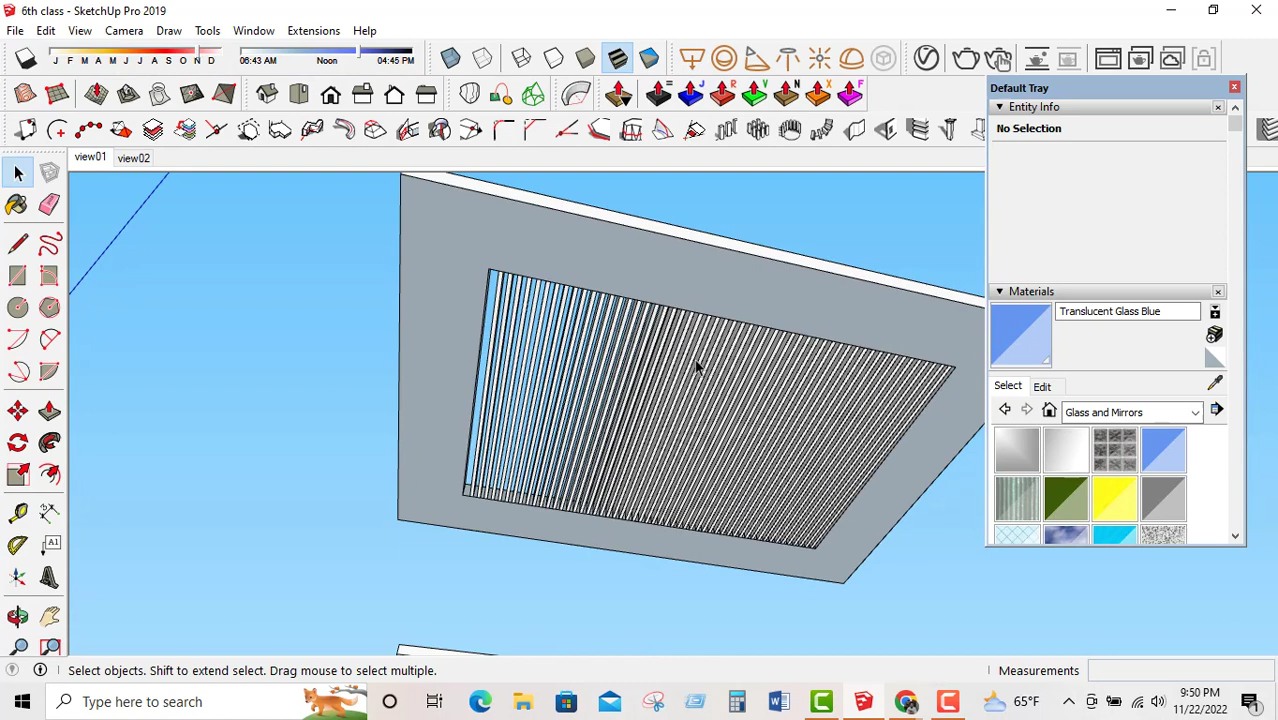 6th class - SketchUp Pro 2019
File Edit View Camera Draw Tools Window Extensions Help
J F M A M J J A S O N D
06:43 AM Noon 04:45 PM
= J R V N X F
view01 view02
Default Tray
Entity Info
No Selection
Materials
Translucent Glass Blue
Select Edit
Glass and Mirrors
A1
Select objects. Shift to extend select. Drag mouse to select multiple.
Measurements
Type here to search
65°F
9:50 PM
11/22/2022